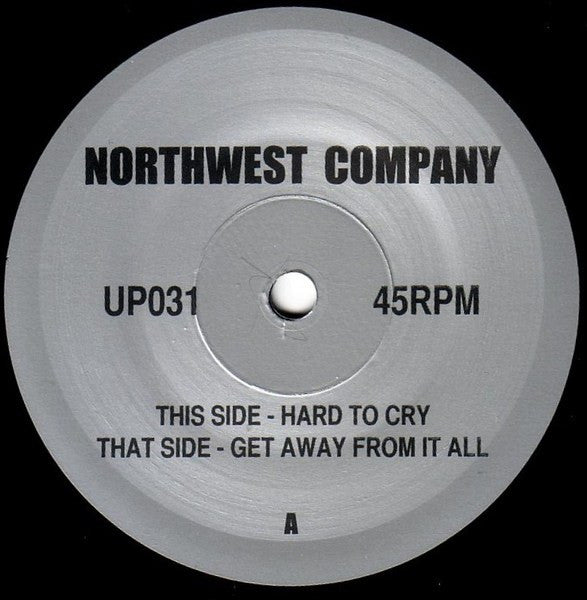 NORTHWEST COMPANY
UP031 45RPM
THIS SIDE - HARD TO CRY
THAT SIDE - GET AWAY FROM IT ALL
A